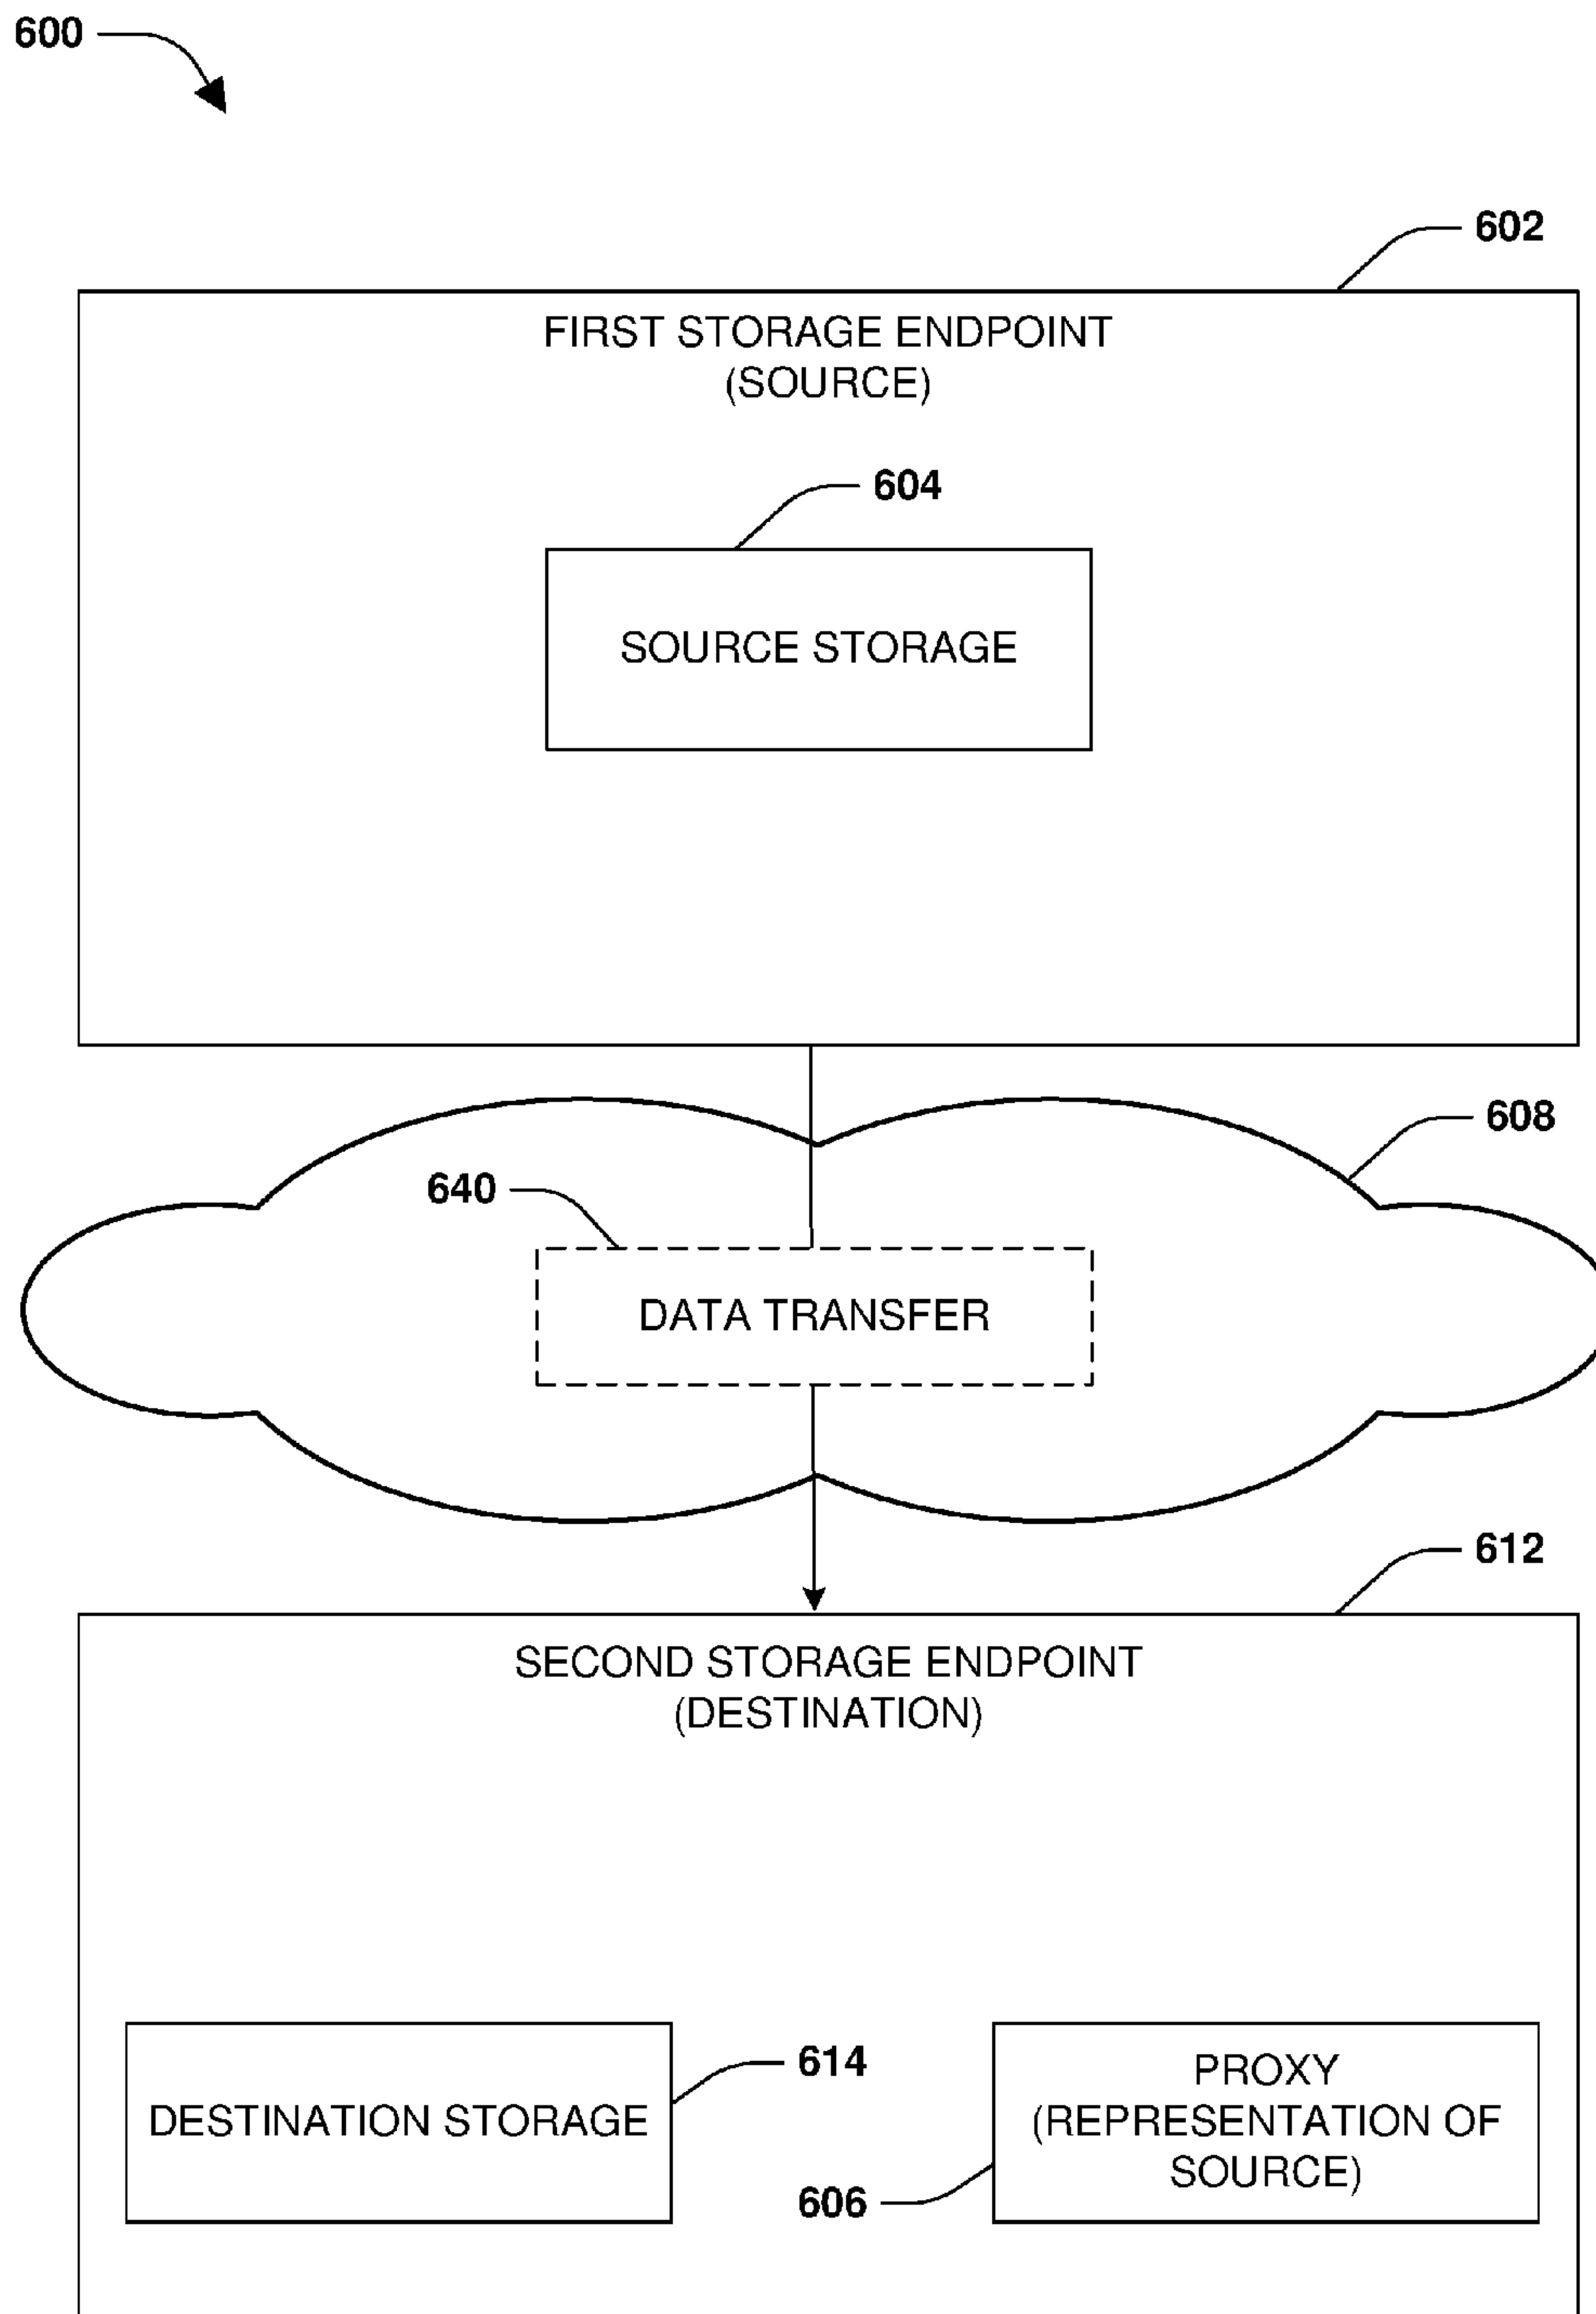 600
602
FIRST STORAGE ENDPOINT
(SOURCE)
604
SOURCE STORAGE
608
640
DATA TRANSFER
612
SECOND STORAGE ENDPOINT
(DESTINATION)
614
DESTINATION STORAGE
PROXY
(REPRESENTATION OF
SOURCE)
606